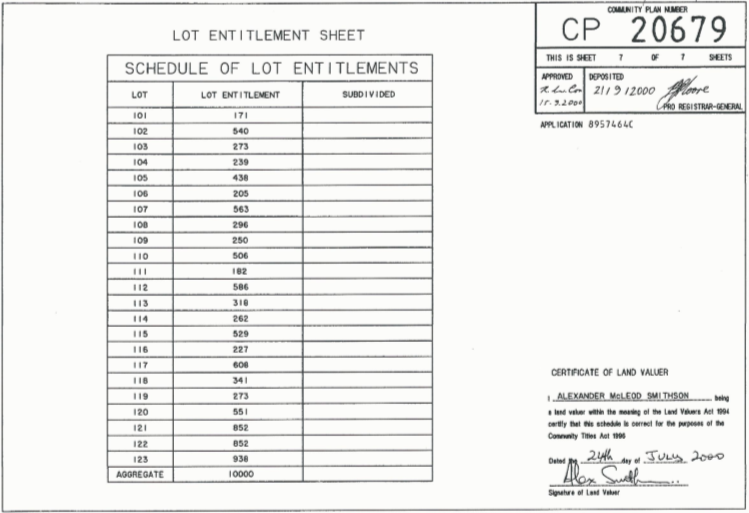 LOT ENTITLEMENT SHEET
SCHEDULE OF LOT ENTITLEMENTS
LOT LOT ENTITLEMENT SUBDIVIDED
101 171
102 540
103 273
104 239
105 438
106 205
107 563
108 296
109 250
110 506
111 182
112 586
113 318
114 262
115 529
116 227
117 608
118 341
119 273
120 551
121 852
122 852
123 938
AGGREGATE 10000
COMMUNITY PLAN NUMBER
CP 20679
THIS IS SHEET 7 OF 7 SHEETS
APPROVED
15.9.2000
DEPOSITED
21/9/2000
PRO REGISTRAR-GENERAL
APPLICATION 8957464C
CERTIFICATE OF LAND VALUER
I ALEXANDER McLEOD SMITHSON being
a land valuer within the meaning of the Land Valuers Act 1994
certify that this schedule is correct for the purposes of the
Community Titles Act 1996
Dated the 24th day of JULY 2000
Signature of Land Valuer